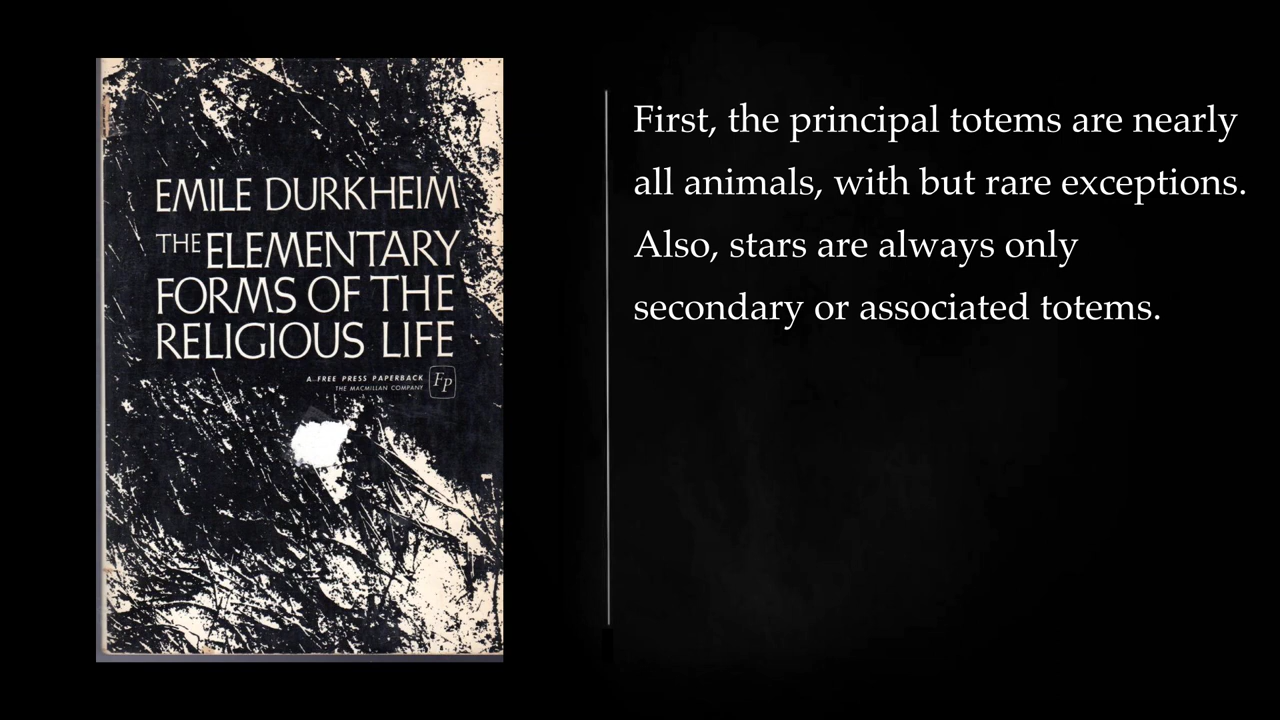 EMILE DURKHEIM
THE ELEMENTARY
FORMS OF THE
RELIGIOUS LIFE
A FREE PRESS PAPERBACK
THE MACMILLAN COMPANY
FP
First, the principal totems are nearly
all animals, with but rare exceptions.
Also, stars are always only
secondary or associated totems.